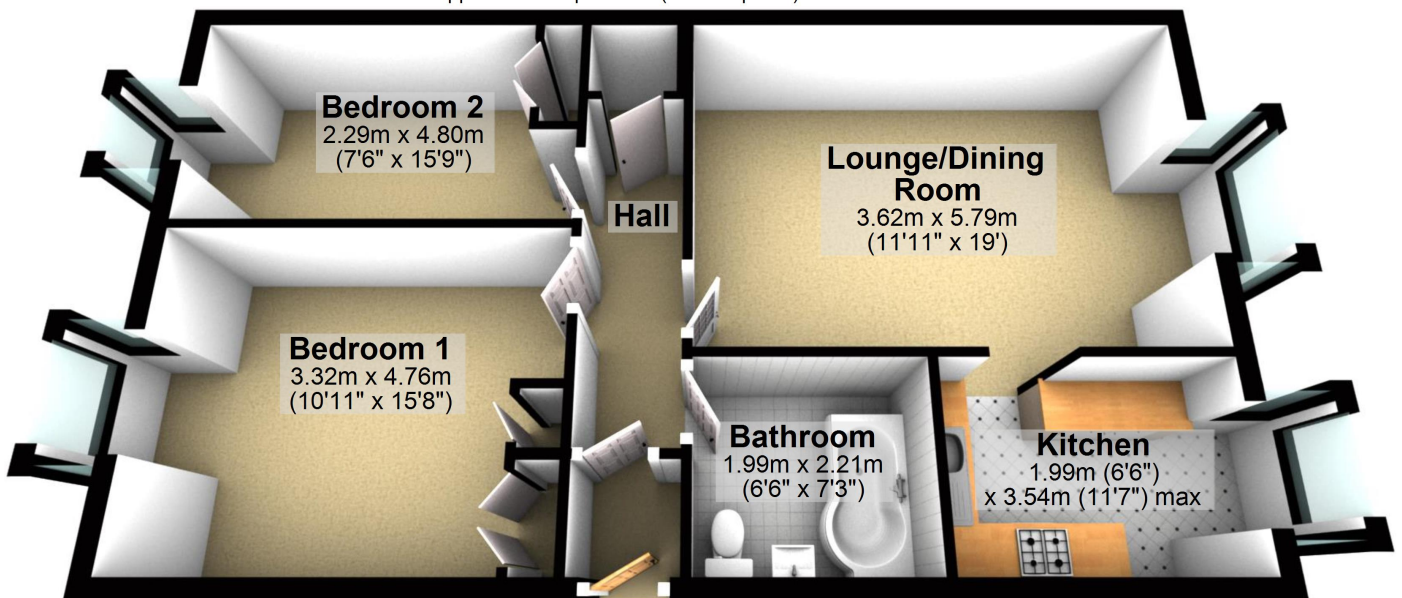 Bedroom 2
2.29m x 4.80m
(7'6" x 15'9")
Hall
Lounge/Dining
Room
3.62m x 5.79m
(11'11" x 19')
Bedroom 1
3.32m x 4.76m
(10'11" x 15'8")
Bathroom
1.99m x 2.21m
(6'6" x 7'3")
Kitchen
1.99m (6'6")
x 3.54m (11'7") max